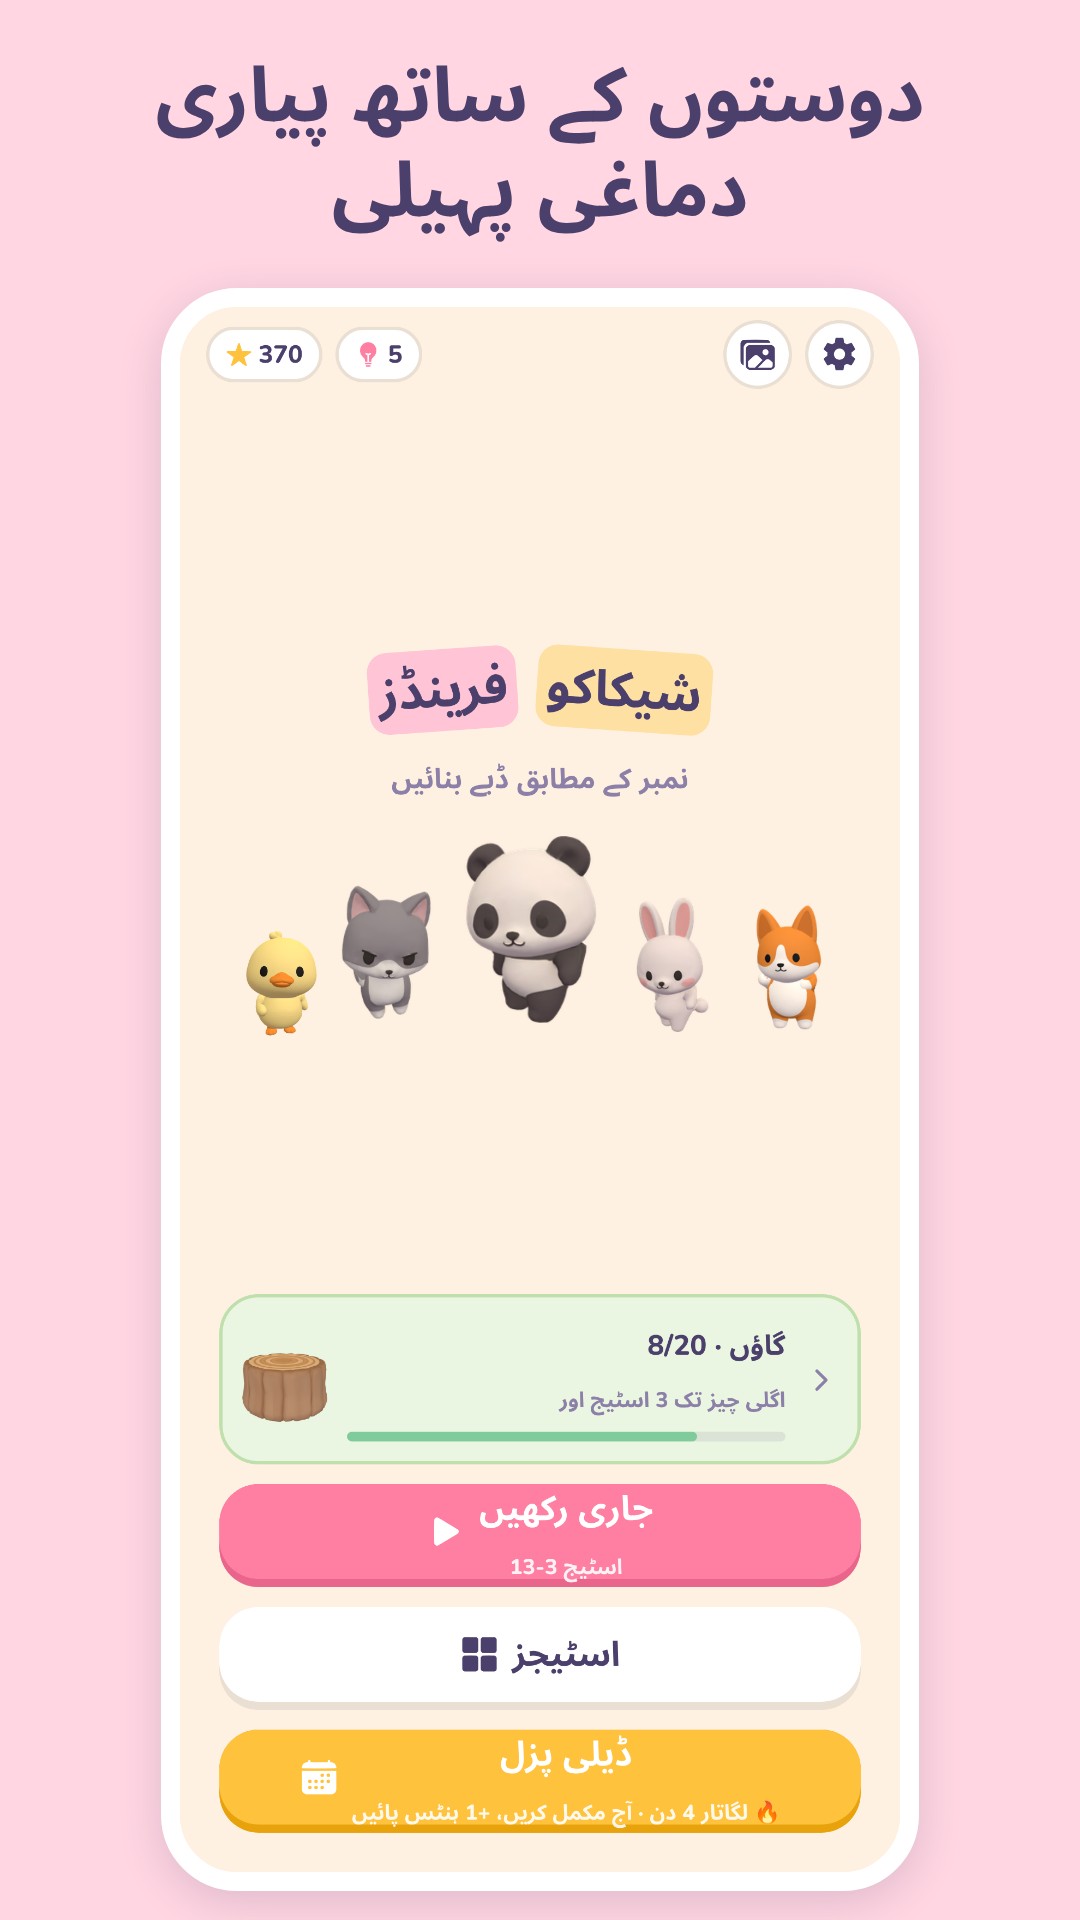 دوستوں کے ساتھ پیاری
دماغی پہیلی
370
5
شیکاکو فرینڈز
نمبر کے مطابق ڈبے بنائیں
گاؤں · 8/20
اگلی چیز تک 3 اسٹیج اور
جاری رکھیں
اسٹیج 3-13
اسٹیجز
ڈیلی پزل
🔥 لگاتار 4 دن · آج مکمل کریں، +1 ہنٹس پائیں